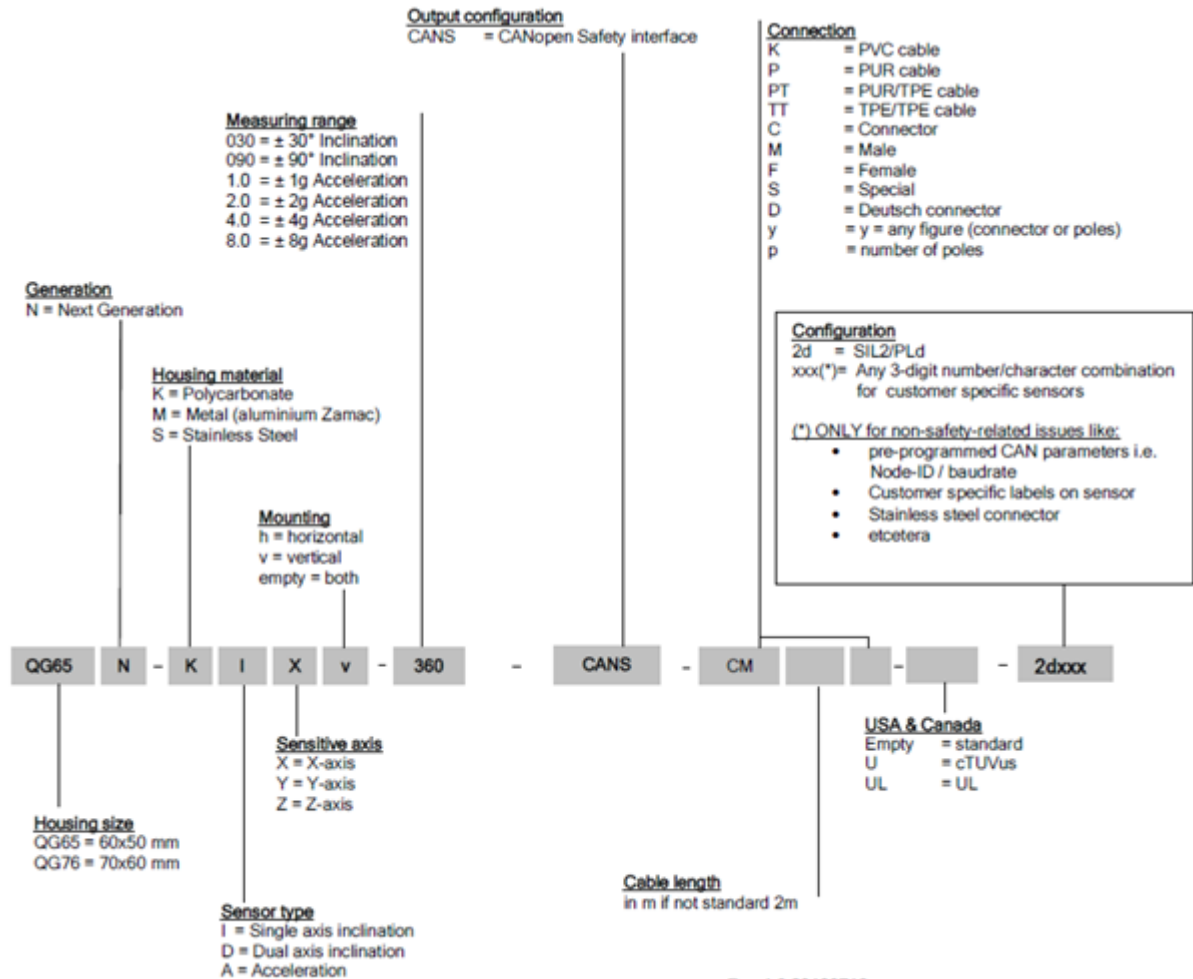 Output configuration
CANS = CANopen Safety interface
Connection
K = PVC cable
P = PUR cable
PT = PUR/TPE cable
TT = TPE/TPE cable
C = Connector
M = Male
F = Female
S = Special
D = Deutsch connector
y = y = any figure (connector or poles)
p = number of poles
Measuring range
030 = ± 30° Inclination
090 = ± 90° Inclination
1.0 = ± 1g Acceleration
2.0 = ± 2g Acceleration
4.0 = ± 4g Acceleration
8.0 = ± 8g Acceleration
Generation
N = Next Generation
Housing material
K = Polycarbonate
M = Metal (aluminium Zamac)
S = Stainless Steel
Configuration
2d = SIL2/PLd
xxx(*)= Any 3-digit number/character combination
for customer specific sensors
(*) ONLY for non-safety-related issues like:
• pre-programmed CAN parameters i.e.
Node-ID / baudrate
• Customer specific labels on sensor
• Stainless steel connector
• etcetera
Mounting
h = horizontal
v = vertical
empty = both
QG65 N - K I X v - 360 - CANS - CM - - 2dxxx
Sensitive axis
X = X-axis
Y = Y-axis
Z = Z-axis
USA & Canada
Empty = standard
U = cTUVus
UL = UL
Housing size
QG65 = 60x50 mm
QG76 = 70x60 mm
Cable length
in m if not standard 2m
Sensor type
I = Single axis inclination
D = Dual axis inclination
A = Acceleration